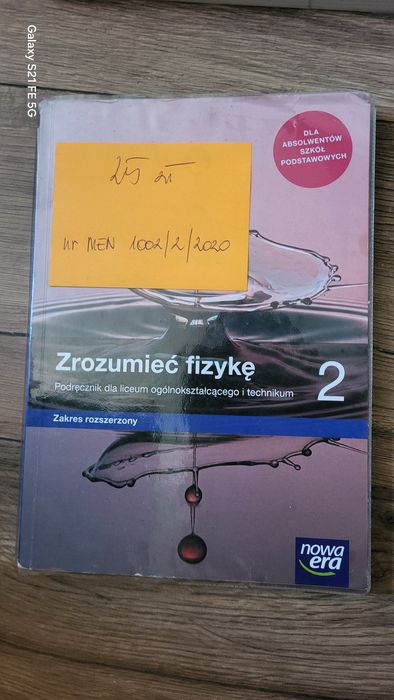 Galaxy S21 FE 5G
DLA
ABSOLWENTÓW
SZKÓŁ
PODSTAWOWYCH
25 zł
nr MEN 1002/2/2020
Zrozumieć fizykę 2
Podręcznik dla liceum ogólnokształcącego i technikum
Zakres rozszerzony
nowa
era